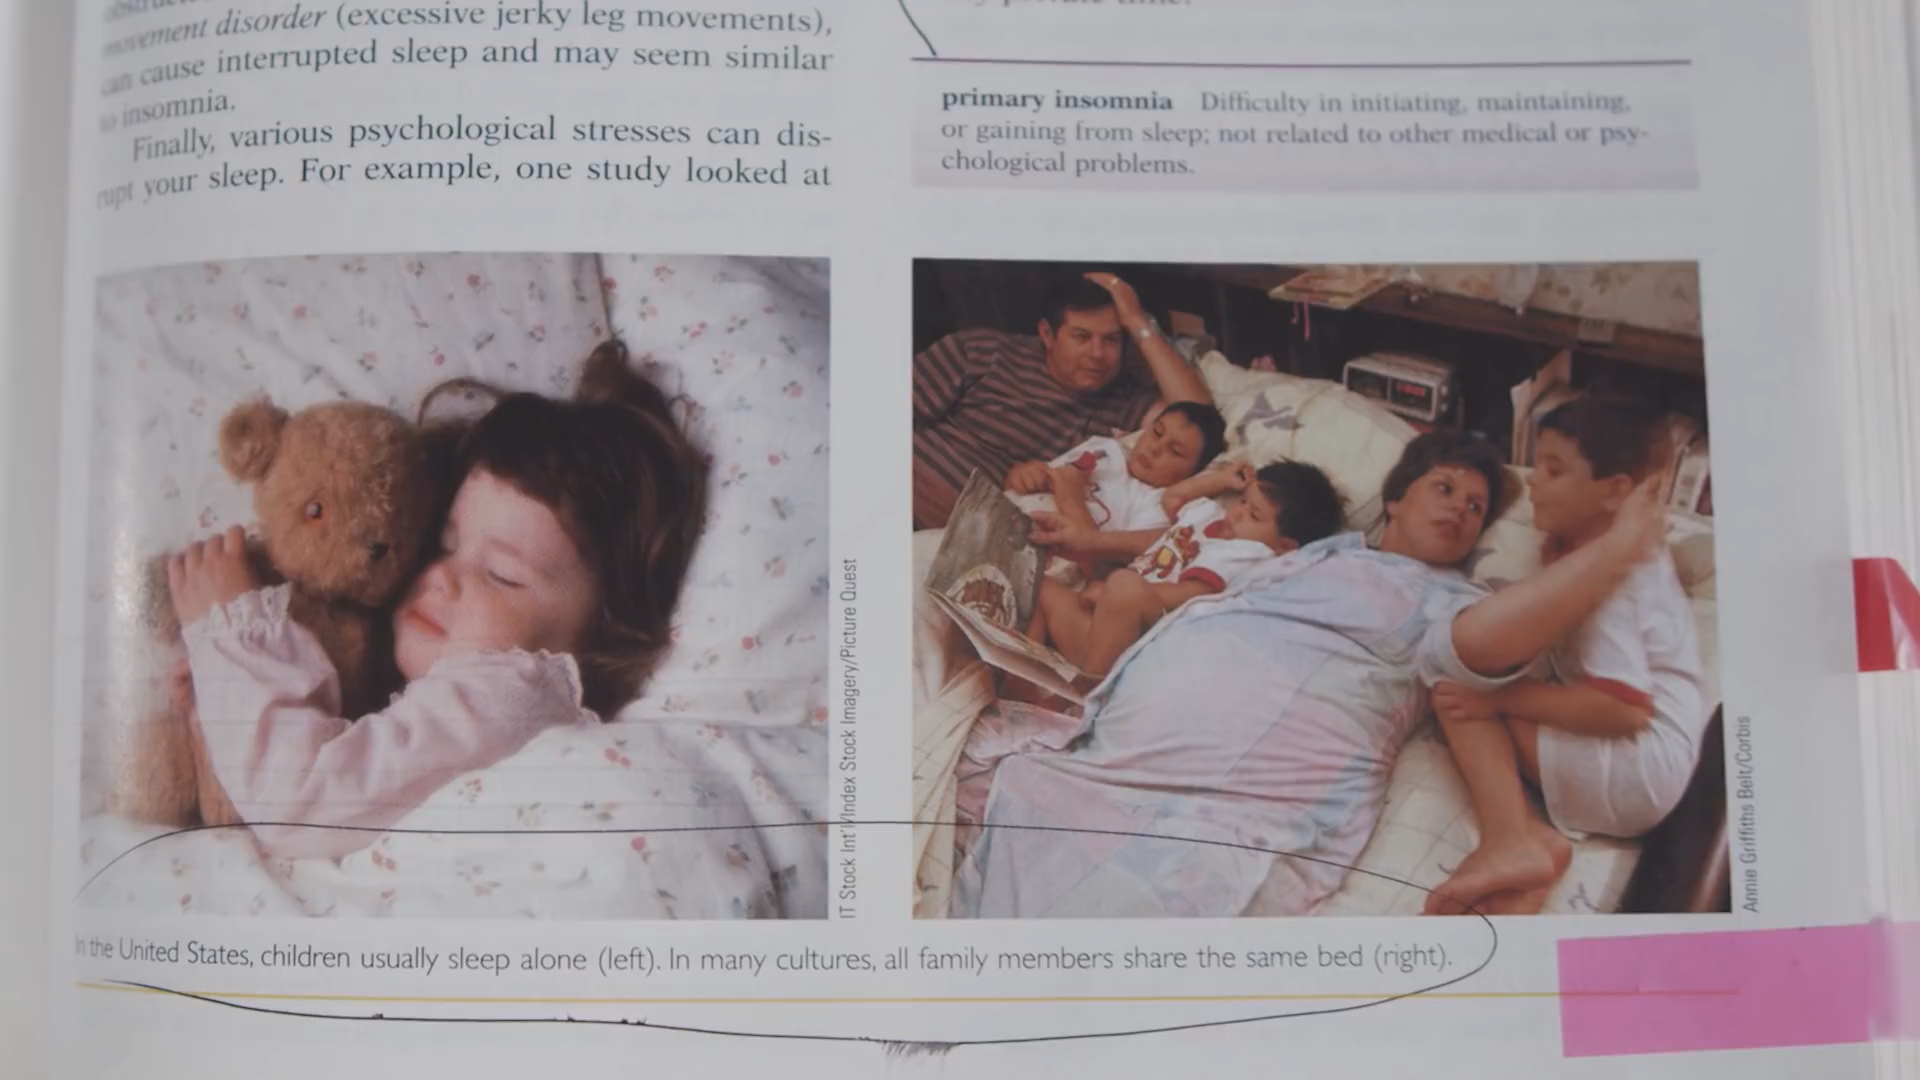 movement disorder (excessive jerky leg movements),
can cause interrupted sleep and may seem similar
to insomnia.
Finally, various psychological stresses can dis-
rupt your sleep. For example, one study looked at
primary insomnia Difficulty in initiating, maintaining,
or gaining from sleep; not related to other medical or psy-
chological problems.
IT Stock Int'l/Index Stock Imagery/Picture Quest
Annie Griffiths Belt/Corbis
In the United States, children usually sleep alone (left). In many cultures, all family members share the same bed (right).